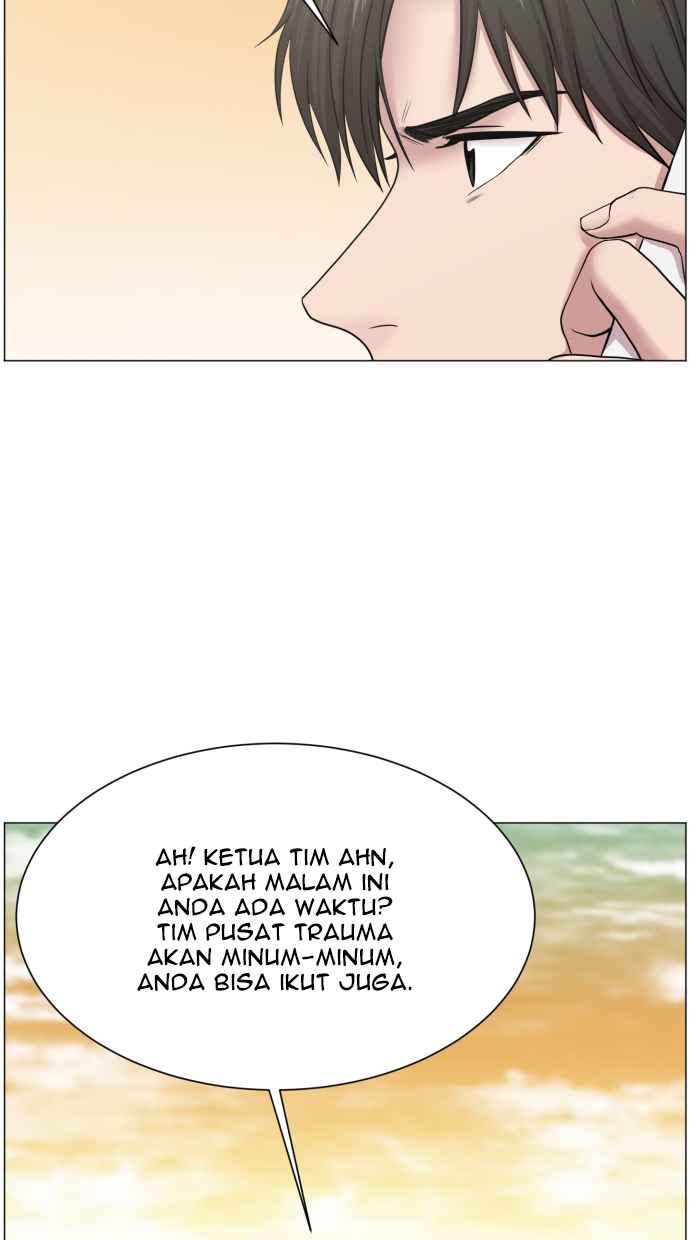 AH! KETUA TIM AHN,
APAKAH MALAM INI
ANDA ADA WAKTU?
TIM PUSAT TRAUMA
AKAN MINUM-MINUM,
ANDA BISA IKUT JUGA.